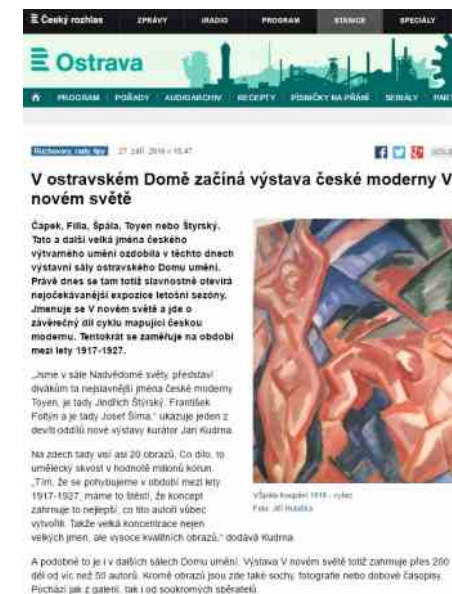 Český rozhlas ZPRÁVY IRADIO PROGRAM STANICE SPECIÁLY
Ostrava
PROGRAM POŘADY AUDIOARCHIV RECEPTY PÍSNIČKY NA PŘÁNÍ SERIÁLY
Rozhovory, rady, tipy 27. září 2016 v 15.47
V ostravském Domě začíná výstava české moderny V
novém světě
Čapek, Filla, Špála, Toyen nebo Štyrský.
Tato a další velká jména českého
výtvarného umění ozdobila v těchto dnech
výstavní sály ostravského Domu umění.
Právě dnes se tam totiž slavnostně otevírá
nejočekávanější expozice letošní sezóny.
Jmenuje se V novém světě a jde o
závěrečný díl cyklu mapující českou
modernu. Tentokrát se zaměřuje na období
mezi lety 1917-1927.
„Jsme v sále Nadvědomé světy, představí
divákům ta nejslavnější jména české moderny
Toyen, je tady Jindřich Štýrský, František
Foltýn a je tady Josef Šíma,“ ukazuje jeden z
devíti oddílů nové výstavy kurátor Jan Kudrna.
Na zdech tady visí asi 20 obrazů. Co dílo, to
umělecký skvost v hodnotě milionů korun.
„Tím, že se pohybujeme v období mezi lety
1917-1927, máme to štěstí, že koncept
zahrnuje to nejlepší, co tito autoři vůbec
vytvořili. Takže velká koncentrace nejen
velkých jmen, ale vysoce kvalitních obrazů,“ dodává Kudrna.
VŠpála Koupání 1915 - výřez
Foto: Jiří
A podobné to je i v dalších sálech Domu umění. Výstava V novém světě totiž zahrnuje přes 200
děl od víc než 50 autorů. Kromě obrazů jsou zde také sochy, fotografie nebo dobové časopisy.
Pochází jak z galerií, tak i od soukromých sběratelů.